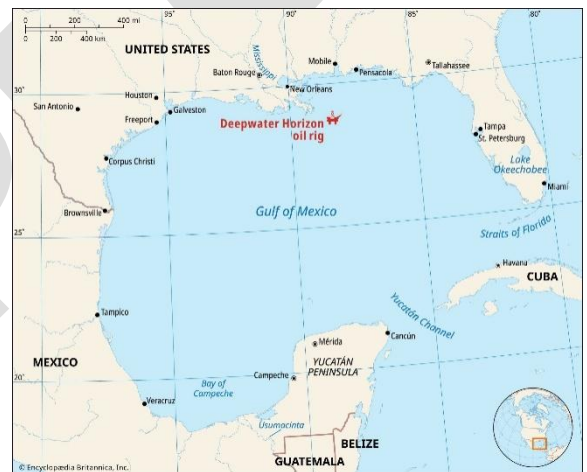 0 200 400 mi
0 200 400 km
95°
90°
85°
80°
UNITED STATES
Mississippi
Mobile
Tallahassee
Baton Rouge
Pensacola
30°
Houston
New Orleans
San Antonio
Galveston
Freeport
Deepwater Horizon
oil rig
Tampa
St. Petersburg
Corpus Christi
Lake
Okeechobee
Miami
Brownsville
Gulf of Mexico
25°
Straits of Florida
Havana
CUBA
Tampico
Yucatán Channel
Cancún
Mérida
MEXICO
YUCATÁN
PENINSULA
Campeche
20°
Bay of
Campeche
Veracruz
Usumacinta
BELIZE
GUATEMALA
© Encyclopædia Britannica, Inc.